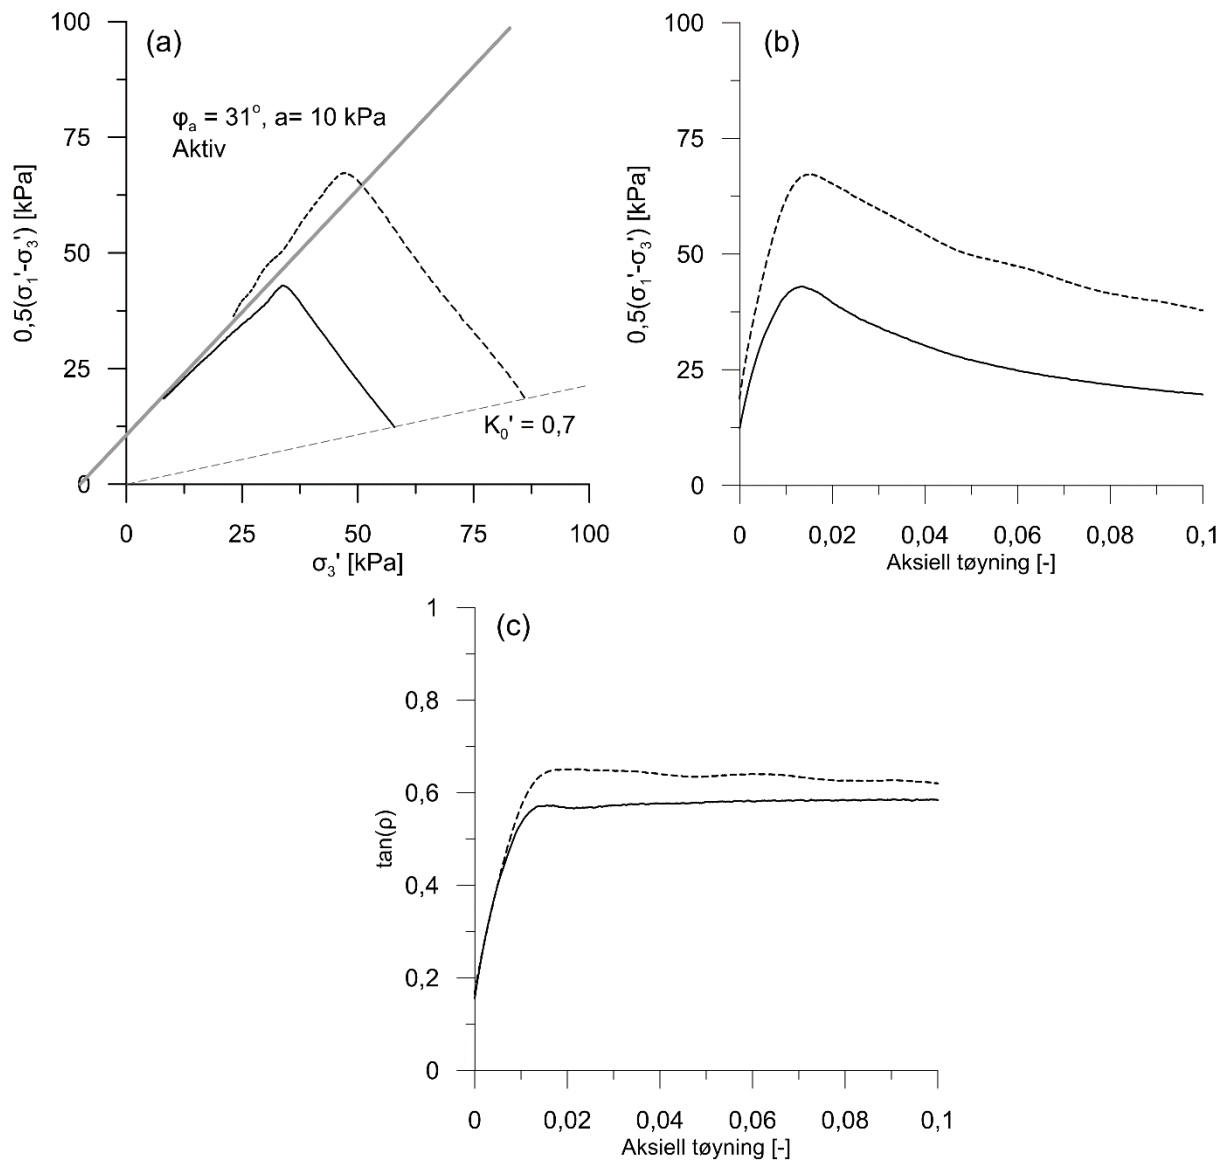 (a)
100
75
50
25
0
0,5(σ₁'-σ₃') [kPa]
φₐ = 31°, a= 10 kPa
Aktiv
K₀' = 0,7
0
25
50
75
100
σ₃' [kPa]
(b)
100
75
50
25
0
0,5(σ₁'-σ₃') [kPa]
0
0,02
0,04
0,06
0,08
0,1
Aksiell tøyning [-]
(c)
1
0,8
0,6
0,4
0,2
0
tan(ρ)
0
0,02
0,04
0,06
0,08
0,1
Aksiell tøyning [-]